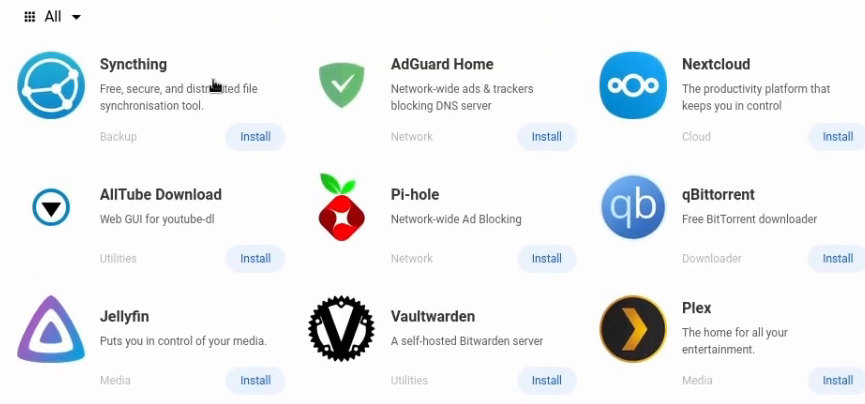 All
Syncthing
Free, secure, and distributed file
synchronisation tool.
Backup
Install
AdGuard Home
Network-wide ads & trackers
blocking DNS server
Network
Install
Nextcloud
The productivity platform that
keeps you in control
Cloud
Install
AllTube Download
Web GUI for youtube-dl
Utilities
Install
Pi-hole
Network-wide Ad Blocking
Network
Install
qb
qBittorrent
Free BitTorrent downloader
Downloader
Install
Jellyfin
Puts you in control of your media.
Media
Install
V
Vaultwarden
A self-hosted Bitwarden server
Utilities
Install
Plex
The home for all your
entertainment.
Media
Install